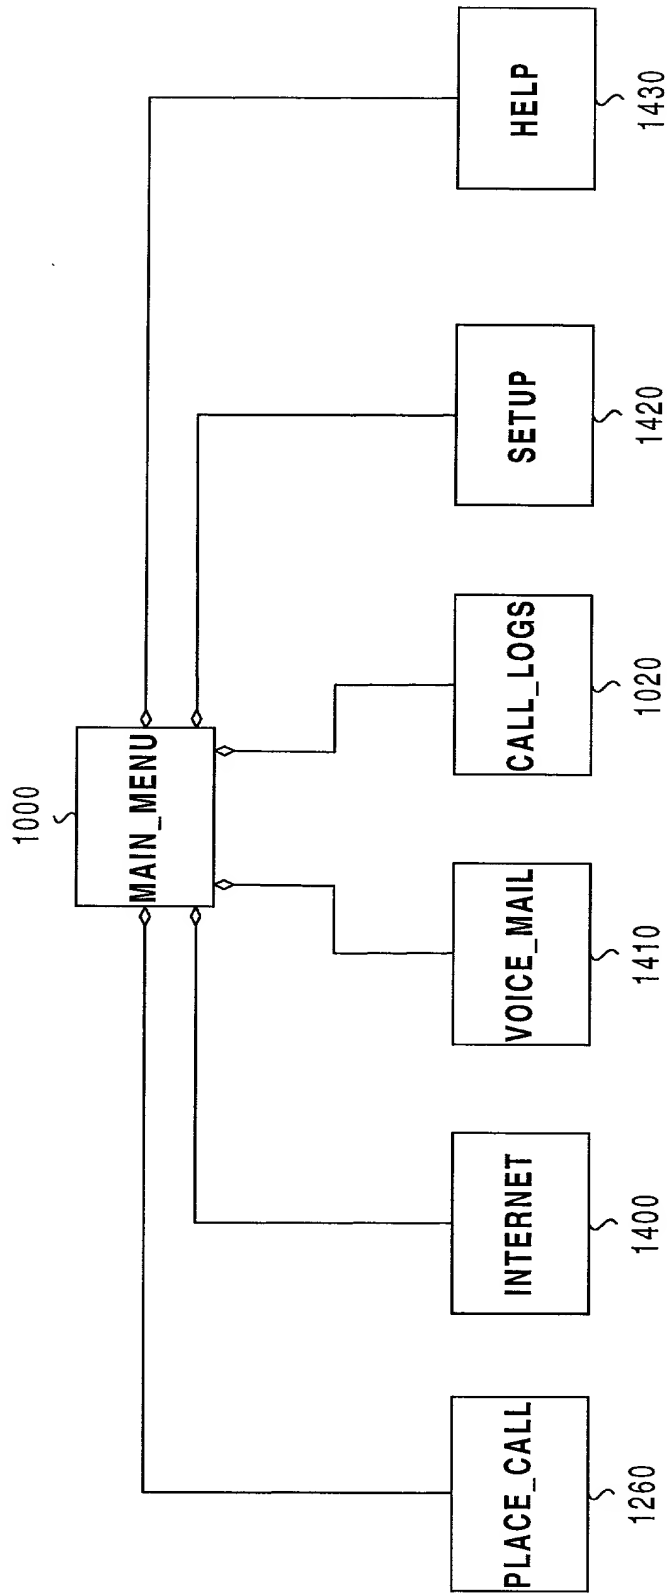 1000
MAIN_MENU
PLACE_CALL
1260
INTERNET
1400
VOICE_MAIL
1410
CALL_LOGS
1020
SETUP
1420
HELP
1430